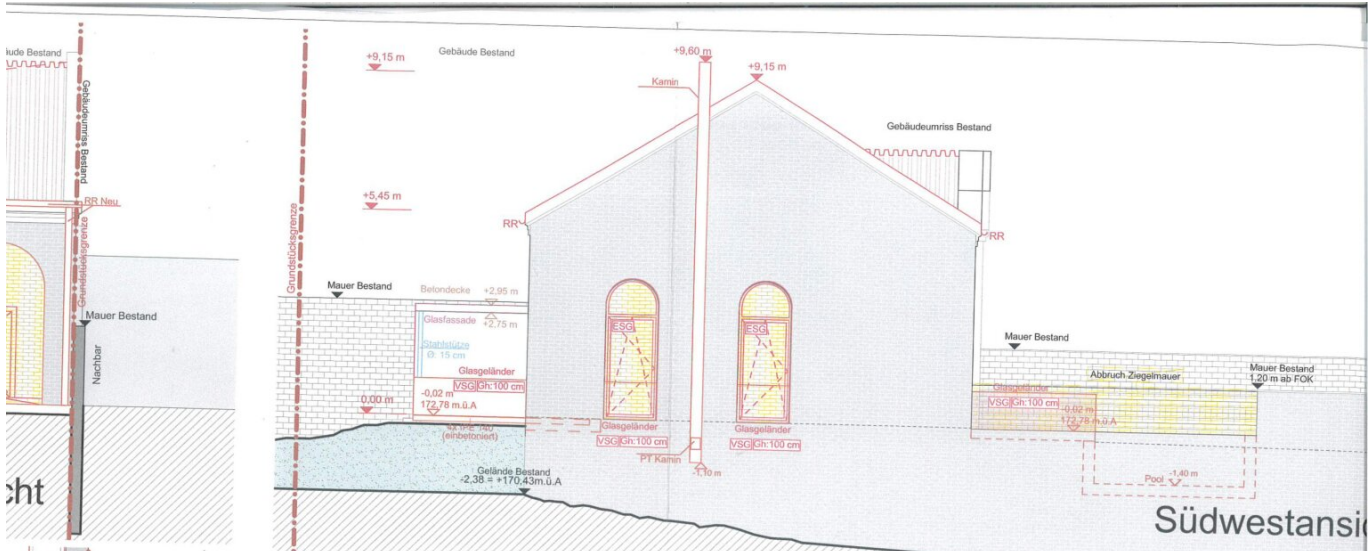 äude Bestand
Gebäudeumriss Bestand
RR Neu
Grundstücksgrenze
Mauer Bestand
Nachbar
cht
Grundstücksgrenze
+9,15 m
Gebäude Bestand
+9,60 m
+9,15 m
Kamin
Gebäudeumriss Bestand
+5,45 m
RR
RR
Mauer Bestand
Betondecke
+2.95 m
Glasfassade
+2.75 m
Stahlstütze
Ø: 15 cm
Glasgeländer
VSG Gh:100 cm
-0,02 m
172,78 m.ü.A
0,00 m
(einbetoniert)
ESG
ESG
Glasgeländer
VSG Gh:100 cm
Glasgeländer
VSG Gh:100 cm
PT Kamin
-1,10 m
Gelände Bestand
-2,38 = +170,43m.ü.A
Mauer Bestand
Abbruch Ziegelmauer
Mauer Bestand
1,20 m ab FOK
Glasgeländer
VSG Gh:100 cm
-0,02 m
172,78 m.ü.A
Pool
-1,40 m
Südwestansi